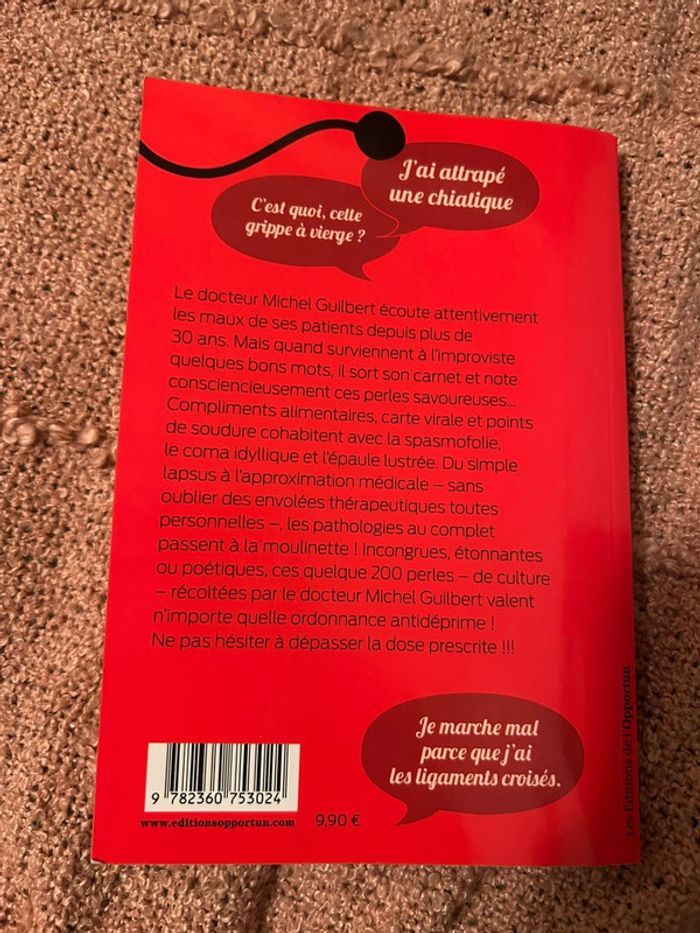 J'ai attrapé
une chiatique
C'est quoi, cette
grippe à vierge ?
Le docteur Michel Guilbert écoute attentivement
les maux de ses patients depuis plus de
30 ans. Mais quand surviennent à l'improviste
quelques bons mots, il sort son carnet et note
consciencieusement ces perles savoureuses...
Compliments alimentaires, carte virale et points
de soudure cohabitent avec la spasmofolie,
le coma idyllique et l'épaule lustrée. Du simple
lapsus à l'approximation médicale – sans
oublier des envolées thérapeutiques toutes
personnelles –, les pathologies au complet
passent à la moulinette ! Incongrues, étonnantes
ou poétiques, ces quelque 200 perles – de culture
– récoltées par le docteur Michel Guilbert valent
n'importe quelle ordonnance antidéprime !
Ne pas hésiter à dépasser la dose prescrite !!!
Je marche mal
parce que j'ai
les ligaments croisés.
9 782360 753024
www.editionsopportun.com
9,90 €
Les Éditions de l'Opportun